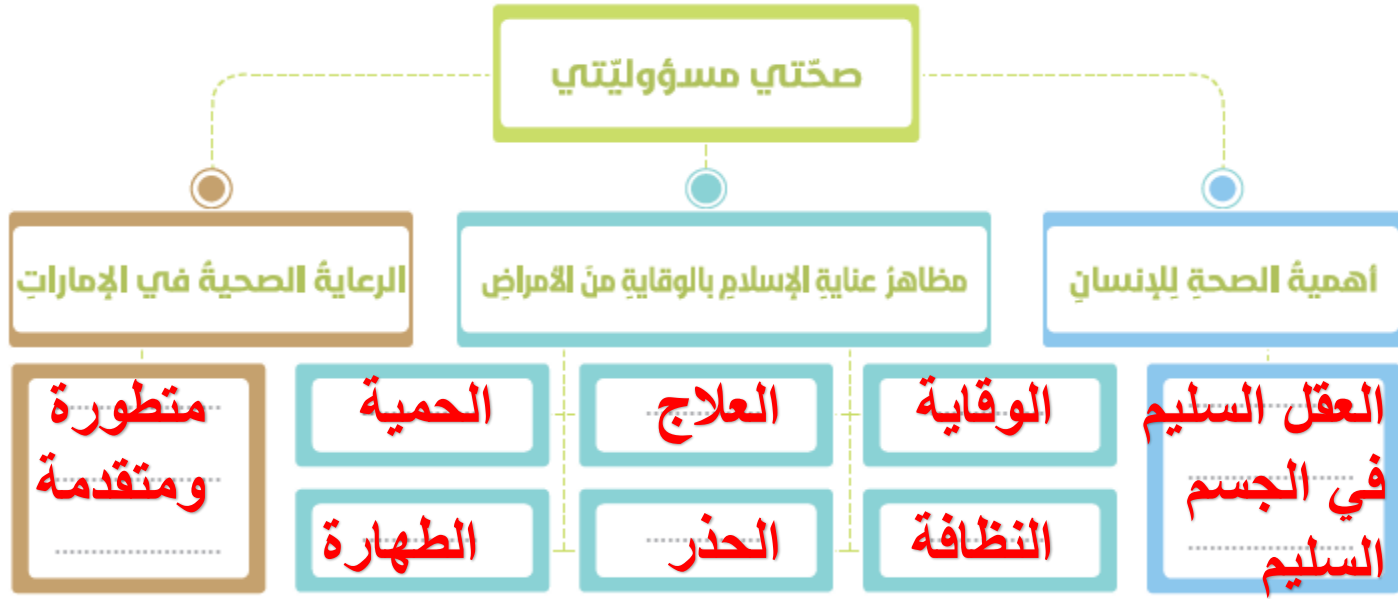 صحّتي مسؤوليّتي
أهميةُ الصحةِ لِلإنسانِ
مظاهرُ عنايةِ الإسلامِ بالوقايةِ منَ الأمراضِ
الرعايةُ الصحيةُ في الإماراتِ
العقل السليم
في الجسم
السليم
الوقاية
العلاج
الحمية
النظافة
الحذر
الطهارة
متطورة
ومتقدمة